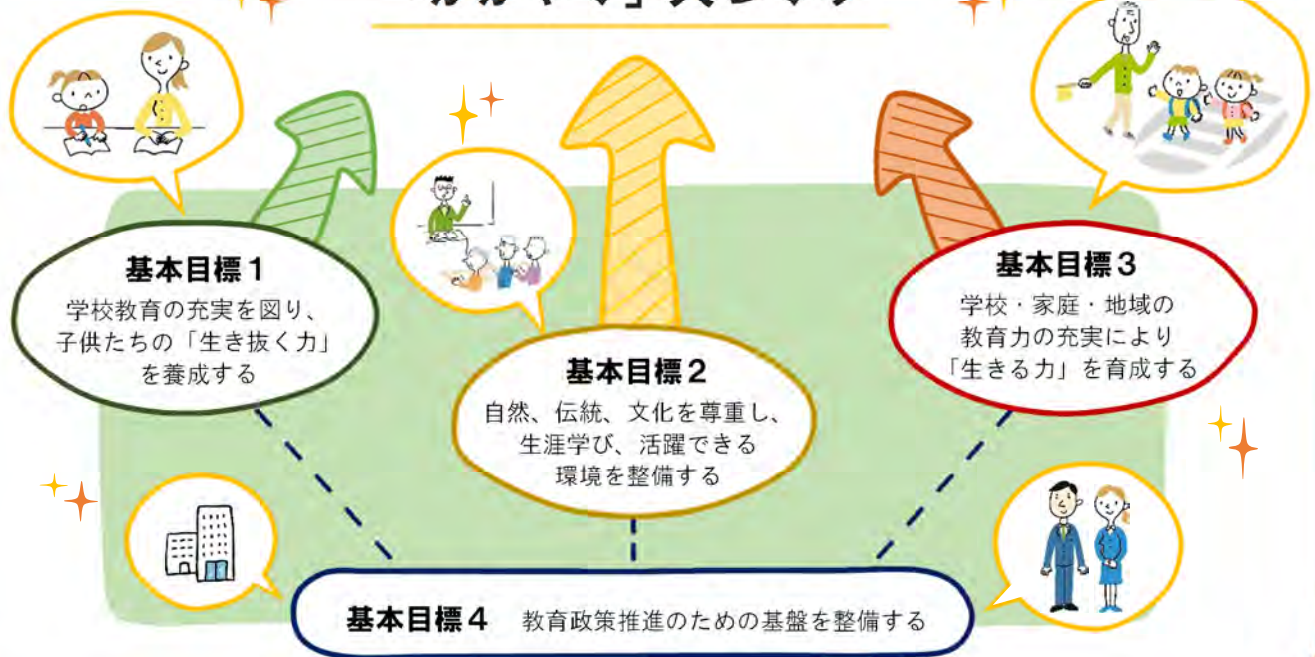 基本目標1
学校教育の充実を図り、
子供たちの「生き抜く力」
を養成する
基本目標2
自然、伝統、文化を尊重し、
生涯学び、活躍できる
環境を整備する
基本目標3
学校・家庭・地域の
教育力の充実により
「生きる力」を育成する
基本目標4 教育政策推進のための基盤を整備する